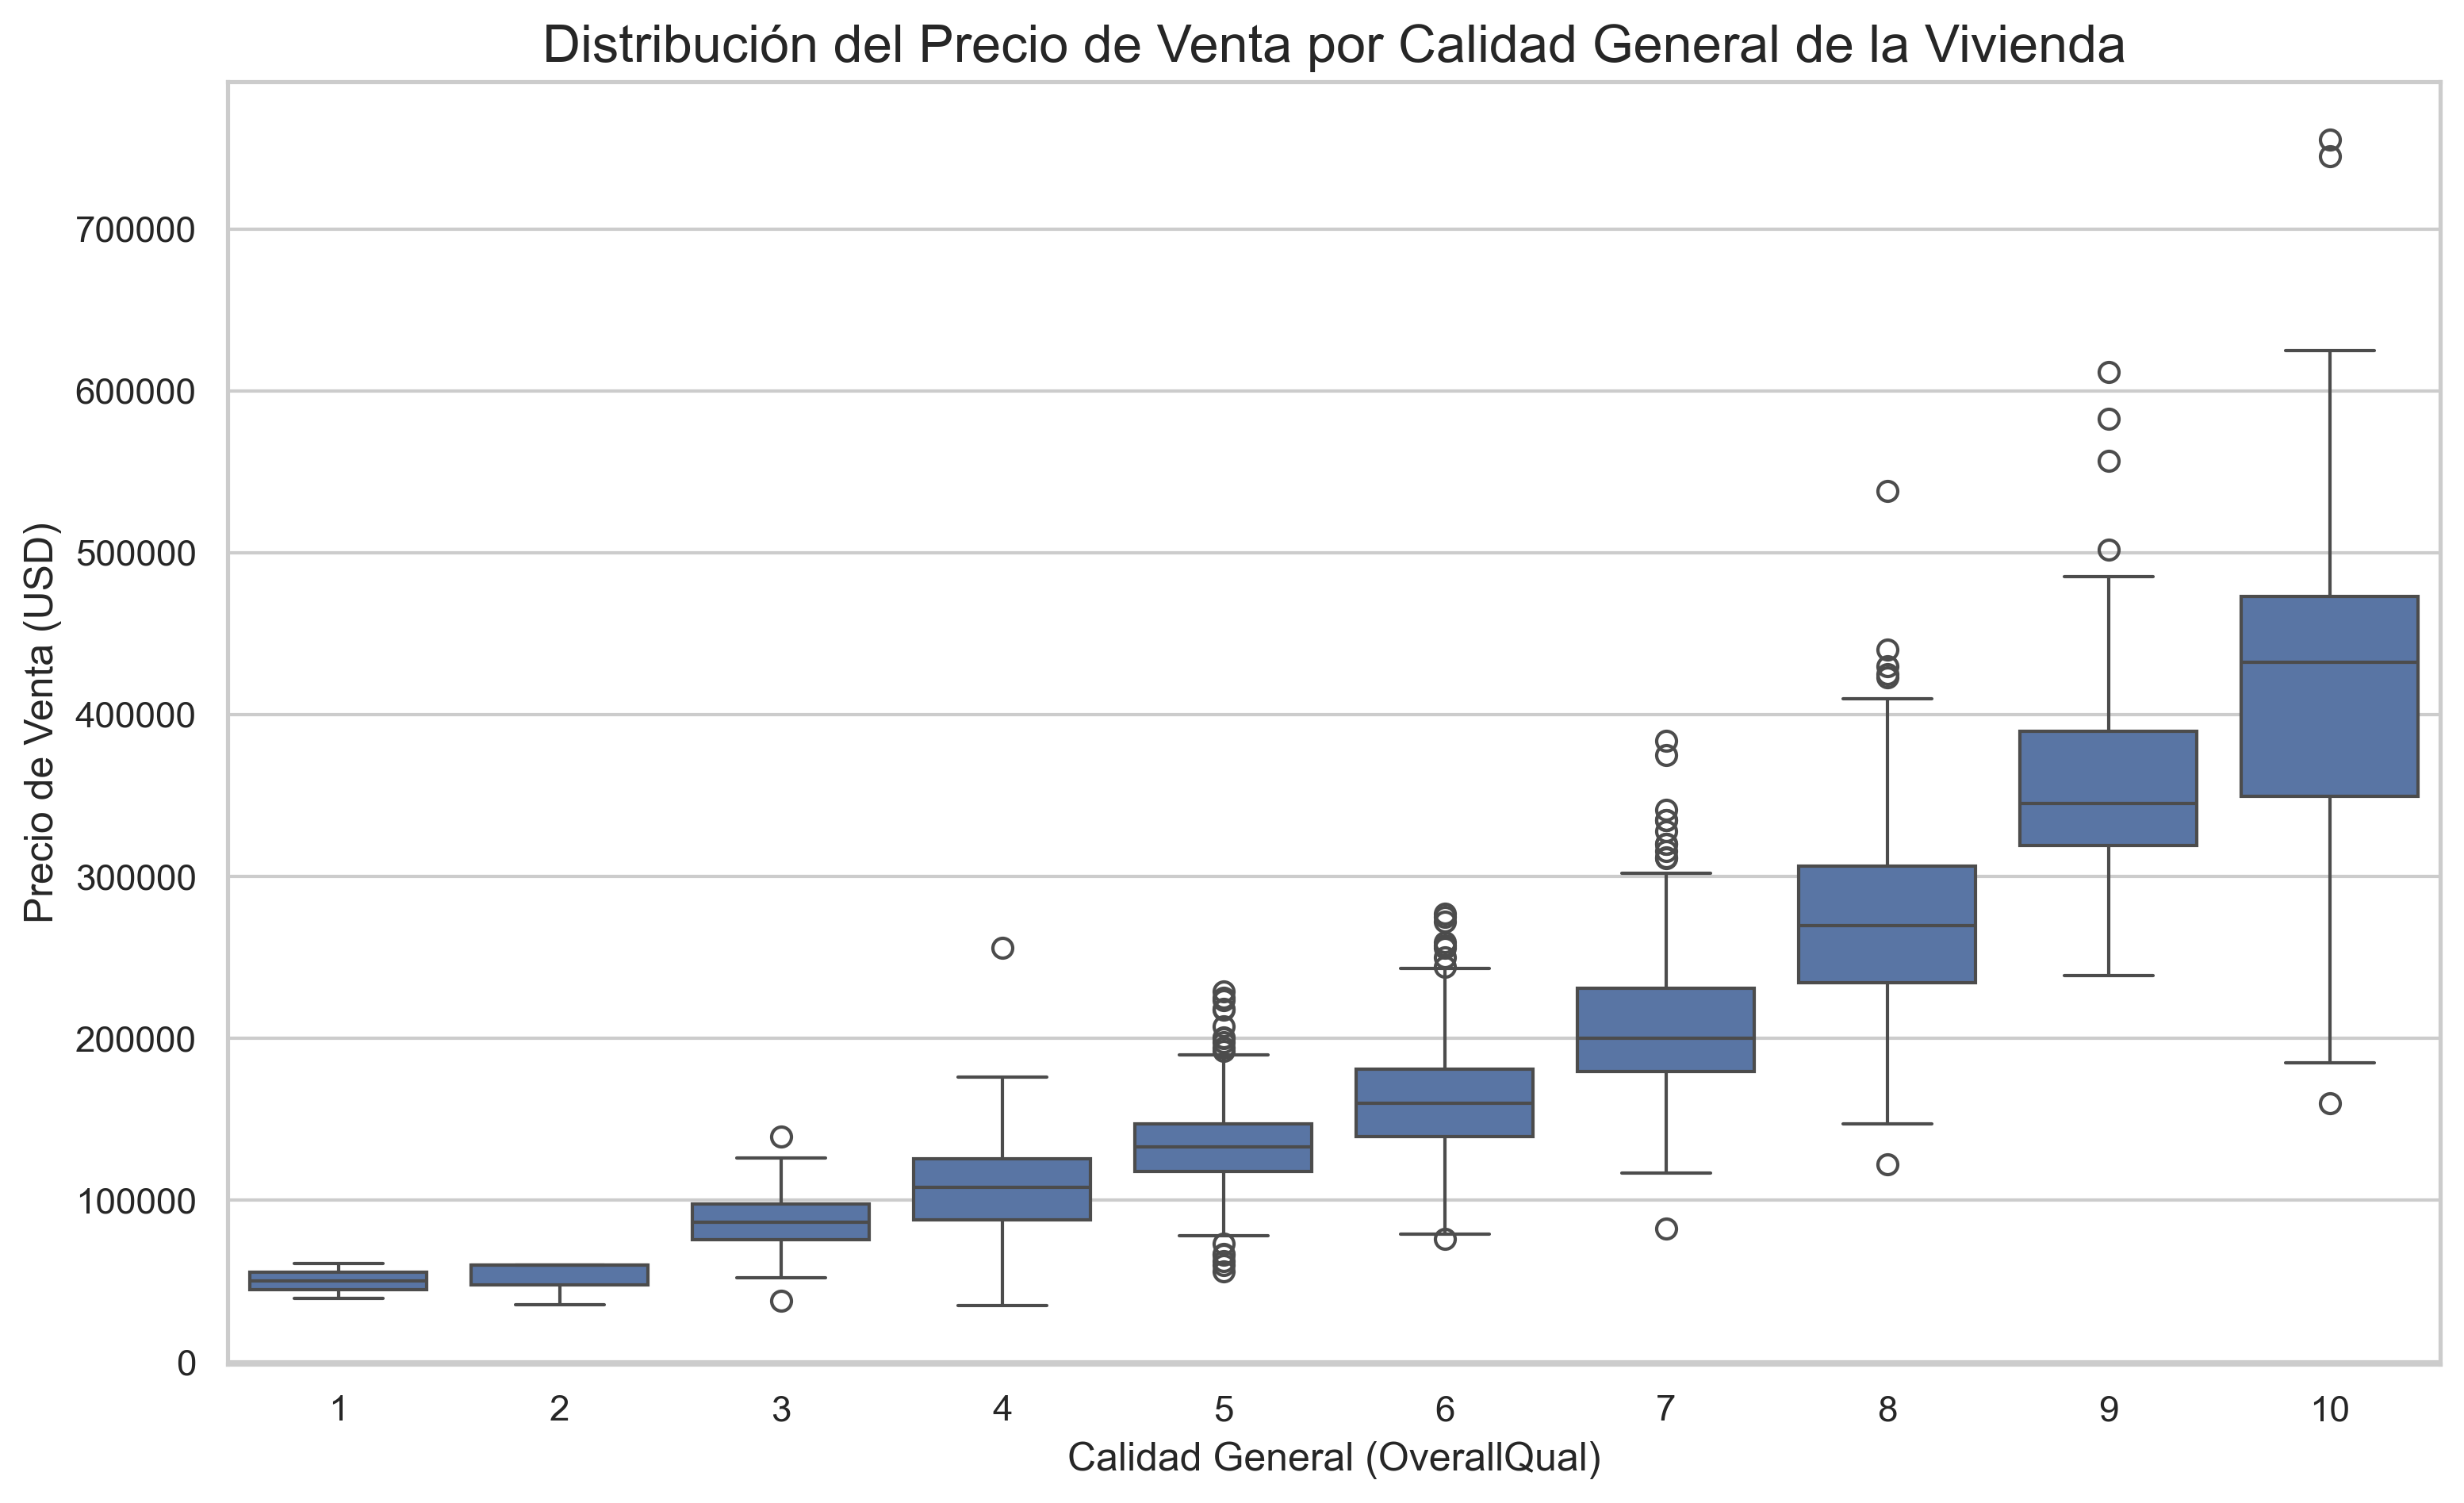 Distribución del Precio de Venta por Calidad General de la Vivienda
Precio de Venta (USD)
700000
600000
500000
400000
300000
200000
100000
0
1 2 3 4 5 6 7 8 9 10
Calidad General (OverallQual)